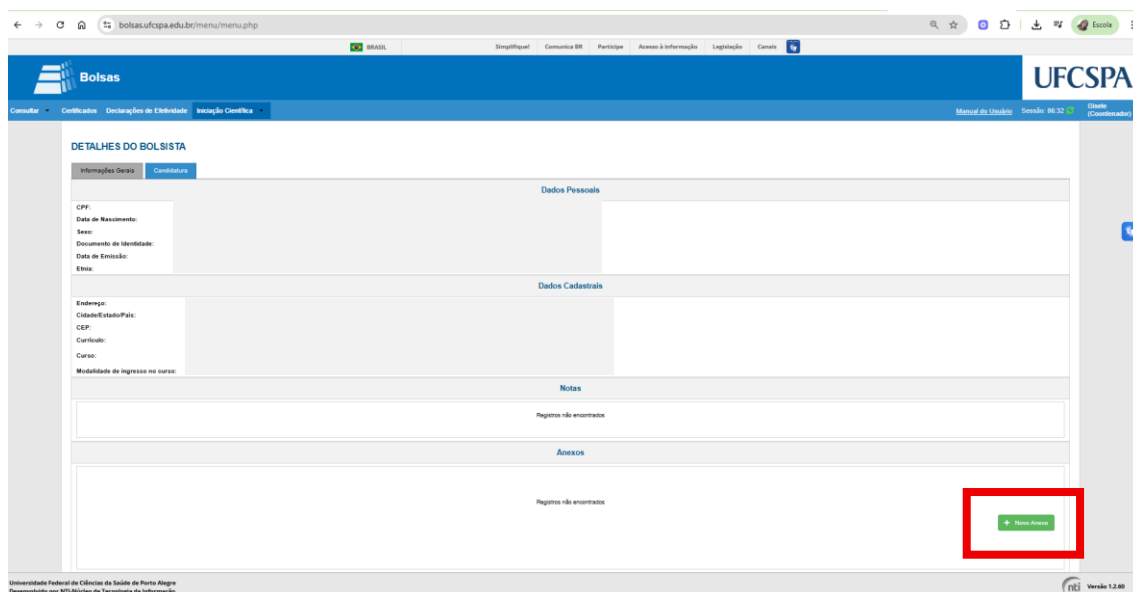 bolsas.ufcspa.edu.br/menu/menu.php
Escola
BRASIL
Simplifique! Comunica BR Participe Acesso à informação Legislação Canais
Bolsas
UFCSPA
Consultar Certificados Declarações de Efetividade Iniciação Científica
Manual do Usuário Sessão: 06:32 Gisele
(Coordenador)
DETALHES DO BOLSISTA
Informações Gerais Candidatura
Dados Pessoais
CPF:
Data de Nascimento:
Sexo:
Documento de Identidade:
Data de Emissão:
Etnia:
Dados Cadastrais
Endereço:
Cidade/Estado/País:
CEP:
Currículo:
Curso:
Modalidade de ingresso no curso:
Notas
Registros não encontrados
Anexos
Registros não encontrados
+ Novo Anexo
Universidade Federal de Ciências da Saúde de Porto Alegre
Desenvolvido por NTI-Núcleo de Tecnologia da Informação
nti Versão 1.2.60